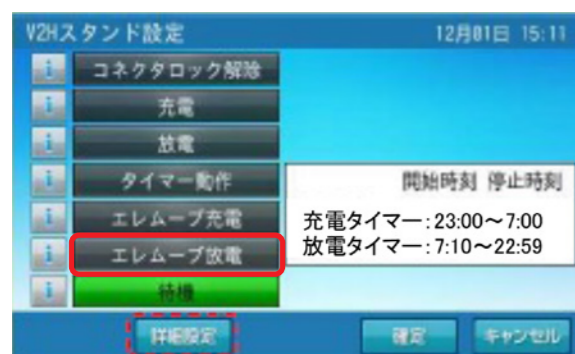 V2Hスタンド設定 12月01日 15:11
i コネクタロック解除
i 充電
i 放電
i タイマー動作
i エレムーブ充電
i エレムーブ放電
i 待機
開始時刻 停止時刻
充電タイマー:23:00～7:00
放電タイマー:7:10～22:59
詳細設定 確定 キャンセル